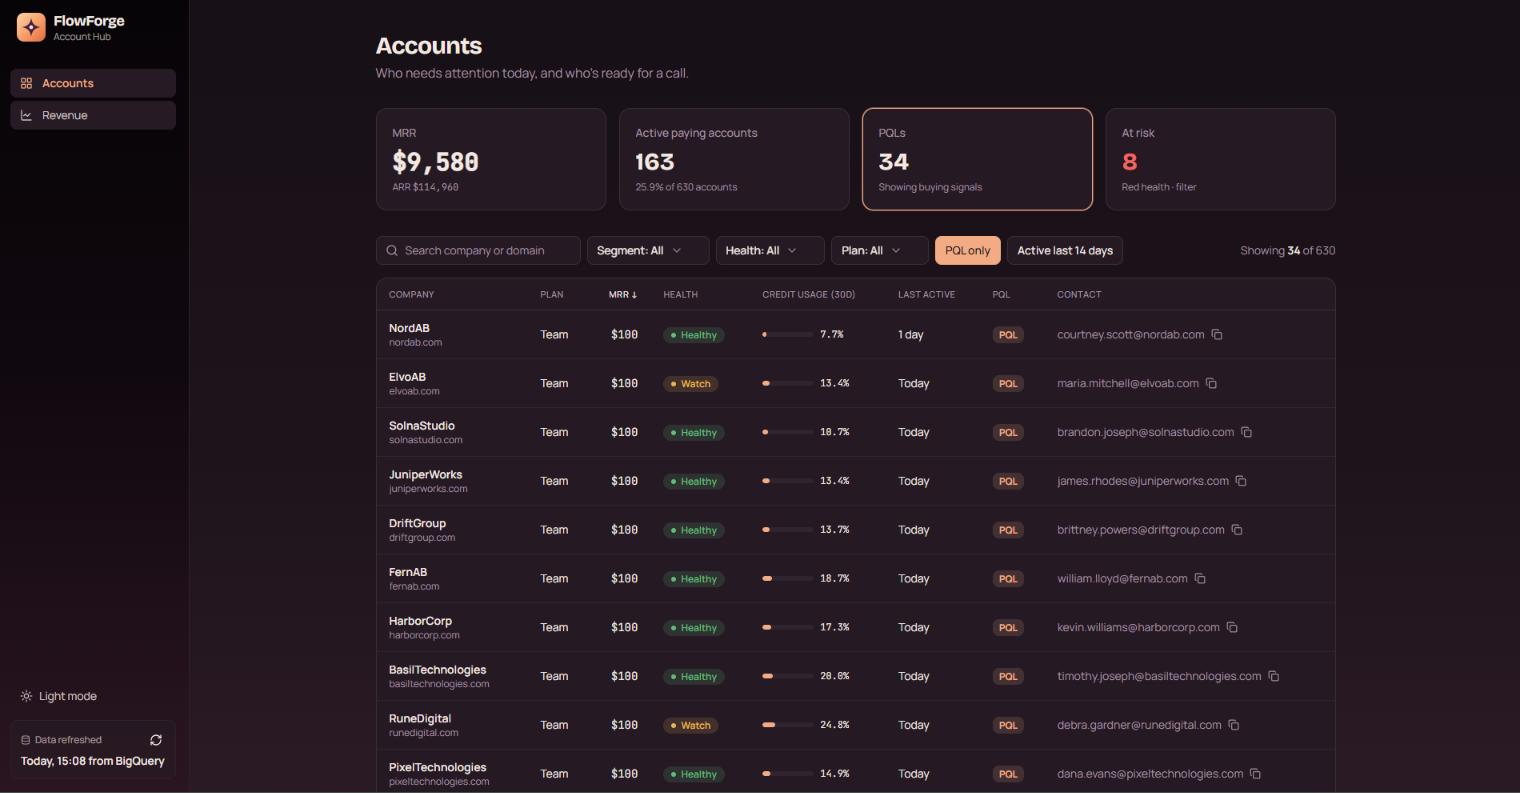 FlowForge
Account Hub
Accounts
Revenue
Light mode
Data refreshed
Today, 15:08 from BigQuery
Accounts
Who needs attention today, and who's ready for a call.
MRR
$9,580
ARR $114,960
Active paying accounts
163
25.9% of 630 accounts
PQLs
34
Showing buying signals
At risk
8
Red health · filter
Search company or domain
Segment: All
Health: All
Plan: All
PQL only
Active last 14 days
Showing 34 of 630
COMPANY PLAN MRR ↓ HEALTH CREDIT USAGE (30D) LAST ACTIVE PQL CONTACT
NordAB
nordab.com
Team $100 Healthy 7.7% 1 day PQL courtney.scott@nordab.com
ElvoAB
elvoab.com
Team $100 Watch 13.4% Today PQL maria.mitchell@elvoab.com
SolnaStudio
solnastudio.com
Team $100 Healthy 10.7% Today PQL brandon.joseph@solnastudio.com
JuniperWorks
juniperworks.com
Team $100 Healthy 13.4% Today PQL james.rhodes@juniperworks.com
DriftGroup
driftgroup.com
Team $100 Healthy 13.7% Today PQL brittney.powers@driftgroup.com
FernAB
fernab.com
Team $100 Healthy 18.7% Today PQL william.lloyd@fernab.com
HarborCorp
harborcorp.com
Team $100 Healthy 17.3% Today PQL kevin.williams@harborcorp.com
BasilTechnologies
basiltechnologies.com
Team $100 Healthy 20.0% Today PQL timothy.joseph@basiltechnologies.com
RuneDigital
runedigital.com
Team $100 Watch 24.8% Today PQL debra.gardner@runedigital.com
PixelTechnologies
pixeltechnologies.com
Team $100 Healthy 14.9% Today PQL dana.evans@pixeltechnologies.com